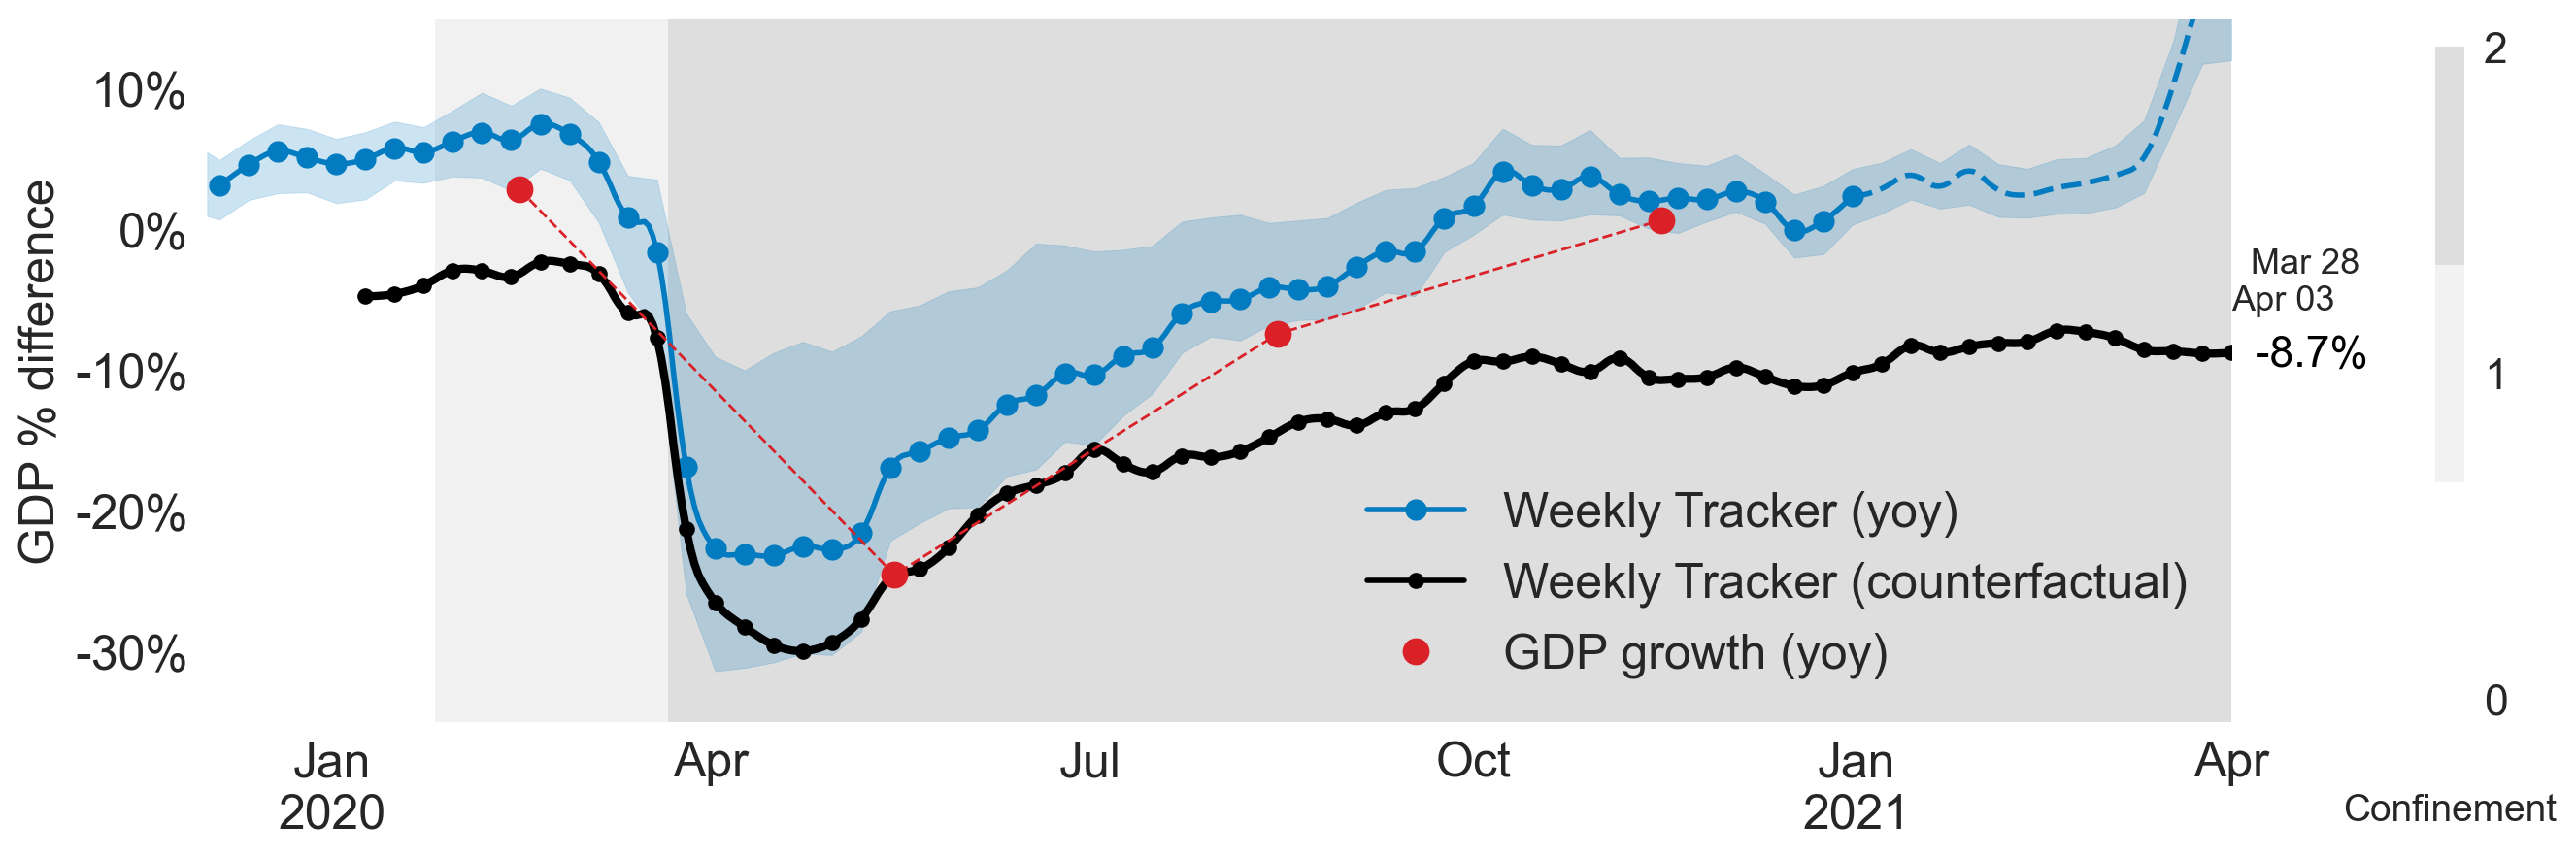 GDP % difference
10%
0%
-10%
-20%
-30%
Weekly Tracker (yoy)
Weekly Tracker (counterfactual)
GDP growth (yoy)
Mar 28
Apr 03
-8.7%
2
1
0
Jan
2020
Apr
Jul
Oct
Jan
2021
Apr
Confinement